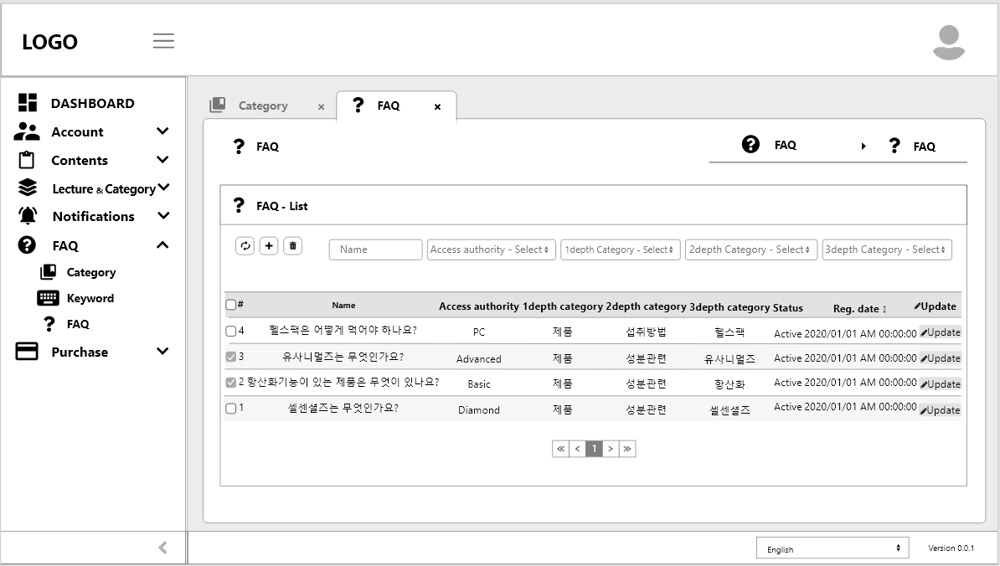 LOGO
DASHBOARD
Account
Contents
Lecture & Category
Notifications
FAQ
Category
Keyword
FAQ
Purchase
Category × FAQ ×
FAQ
FAQ FAQ
FAQ - List
Name Access authority - Select 1depth Category - Select 2depth Category - Select 3depth Category - Select
# Name Access authority 1depth category 2depth category 3depth category Status Reg. date ↕ Update
4 헬스팩은 어떻게 먹어야 하나요? PC 제품 섭취방법 헬스팩 Active 2020/01/01 AM 00:00:00 Update
3 유사니멀즈는 무엇인가요? Advanced 제품 성분관련 유사니멀즈 Active 2020/01/01 AM 00:00:00 Update
2 항산화기능이 있는 제품은 무엇이 있나요? Basic 제품 성분관련 항산화 Active 2020/01/01 AM 00:00:00 Update
1 셀센셜즈는 무엇인가요? Diamond 제품 성분관련 셀센셜즈 Active 2020/01/01 AM 00:00:00 Update
≪ < 1 > ≫
English Version 0.0.1